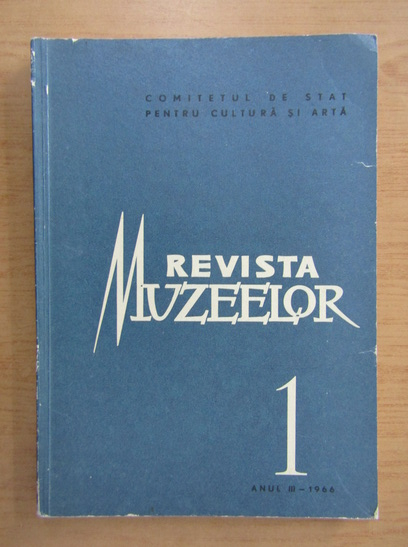 COMITETUL DE STAT
PENTRU CULTURĂ ȘI ARTĂ
REVISTA
MUZEELOR
1
ANUL III – 1966